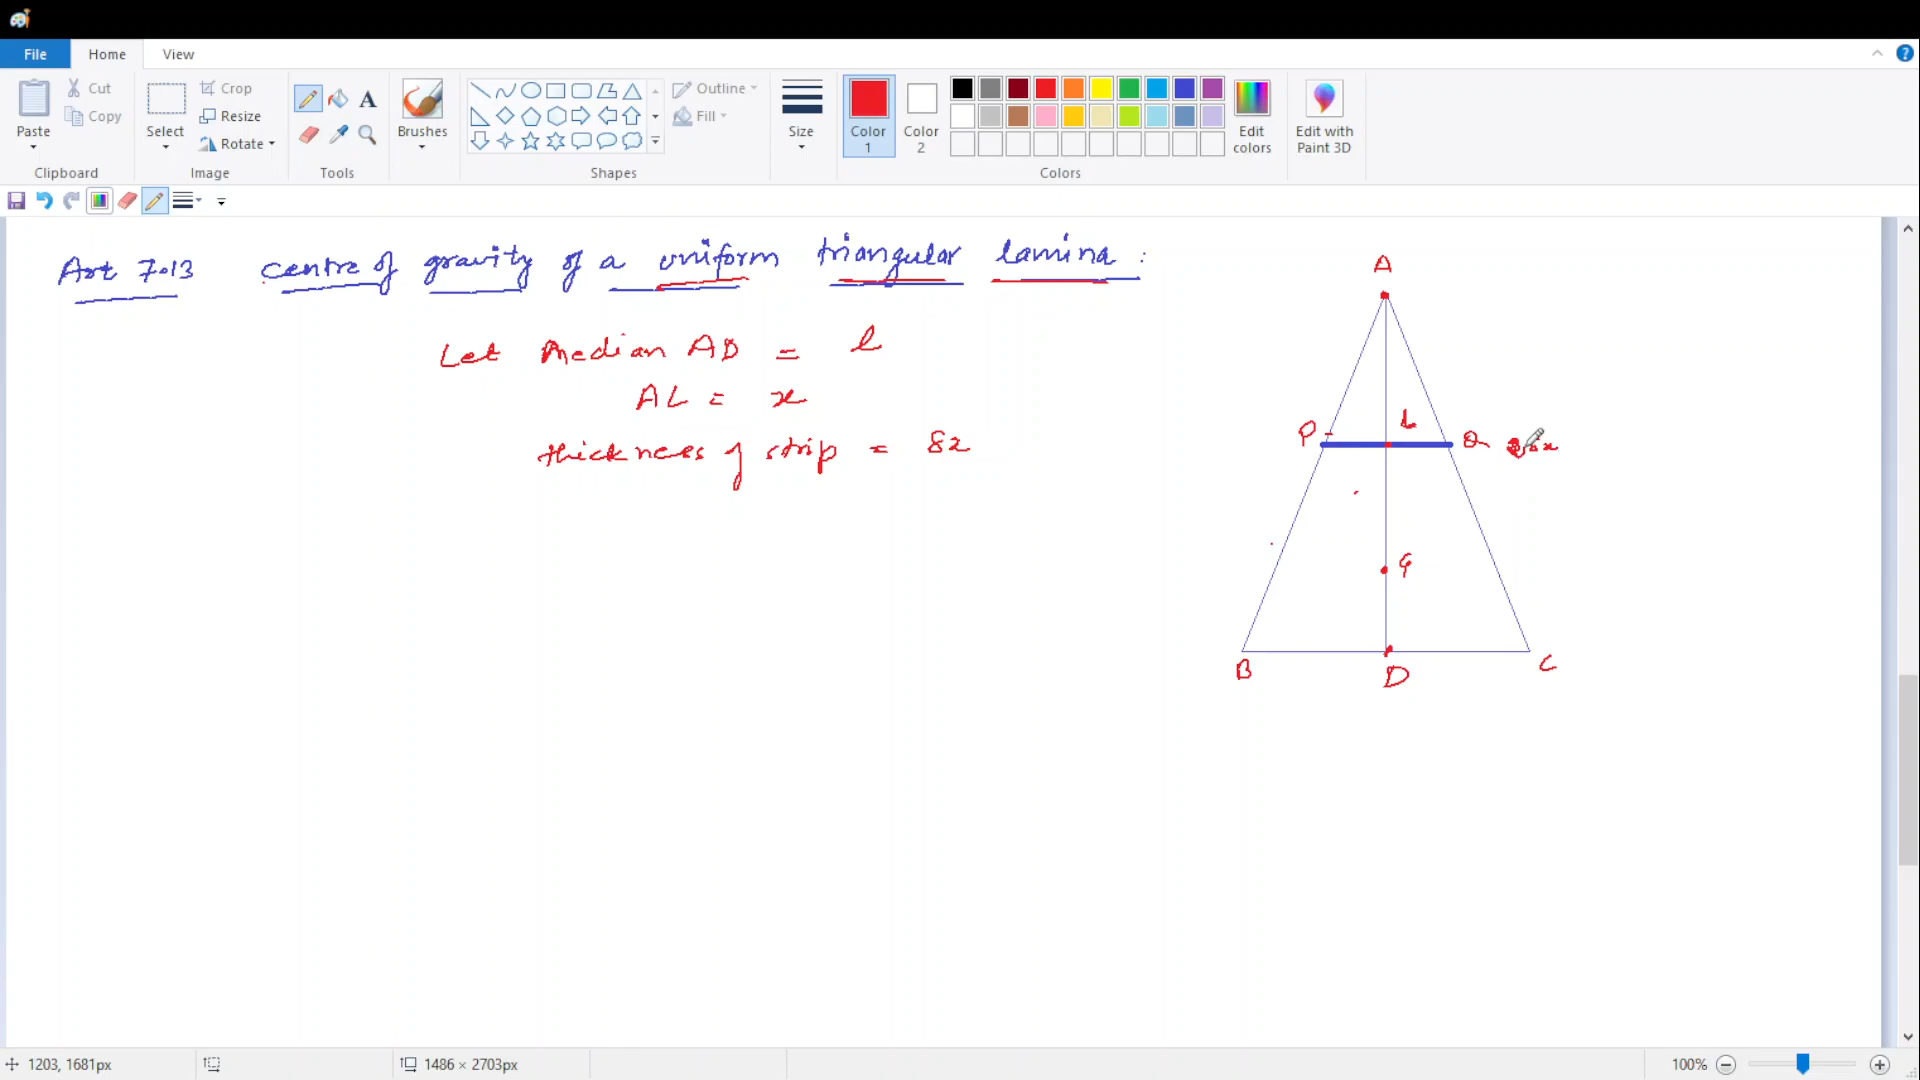 File Home View
Paste Cut Copy Clipboard
Select Crop Resize Rotate Image
Tools
Brushes
Outline Fill Shapes
Size
Color 1 Color 2 Edit colors Colors
Edit with Paint 3D
Art 7.13 Centre of gravity of a uniform triangular lamina :
Let Median AD = l
AL = x
thickness of strip = δx
A
P L Q
G
B D C
1203, 1681px 1486 × 2703px 100%